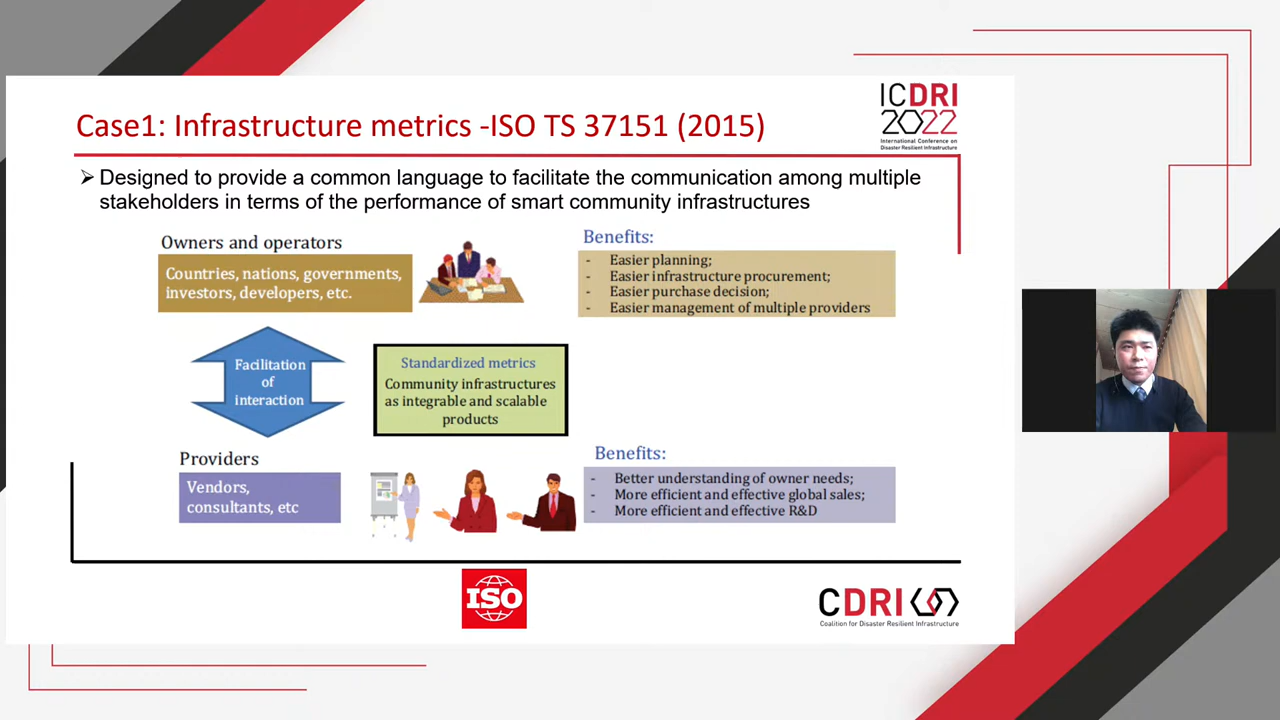 ICDRI
2022
International Conference on
Disaster Resilient Infrastructure
Case1: Infrastructure metrics -ISO TS 37151 (2015)
➢ Designed to provide a common language to facilitate the communication among multiple
stakeholders in terms of the performance of smart community infrastructures
Owners and operators
Countries, nations, governments,
investors, developers, etc.
Benefits:
- Easier planning;
- Easier infrastructure procurement;
- Easier purchase decision;
- Easier management of multiple providers
Facilitation
of
interaction
Standardized metrics
Community infrastructures
as integrable and scalable
products
Providers
Vendors,
consultants, etc
Benefits:
- Better understanding of owner needs;
- More efficient and effective global sales;
- More efficient and effective R&D
ISO
CDRI
Coalition for Disaster Resilient Infrastructure